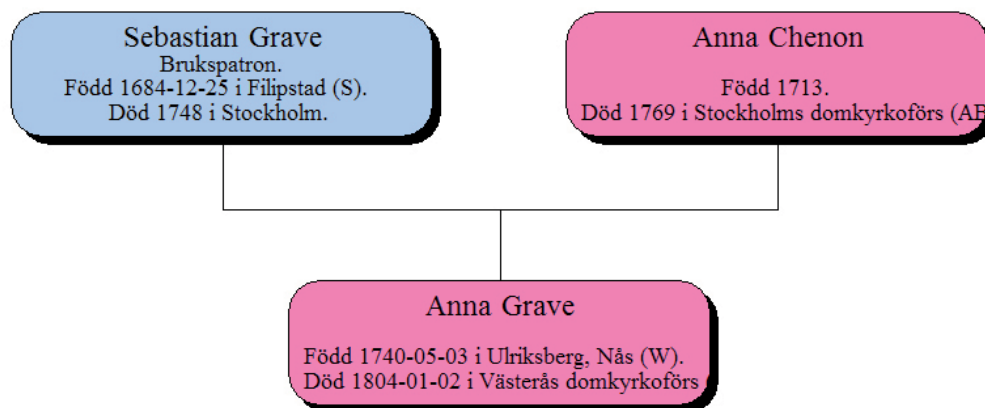 Sebastian Grave
Brukspatron.
Född 1684-12-25 i Filipstad (S).
Död 1748 i Stockholm.
Anna Chenon
Född 1713.
Död 1769 i Stockholms domkyrkoförs (AB
Anna Grave
Född 1740-05-03 i Ulriksberg, Nås (W).
Död 1804-01-02 i Västerås domkyrkoförs